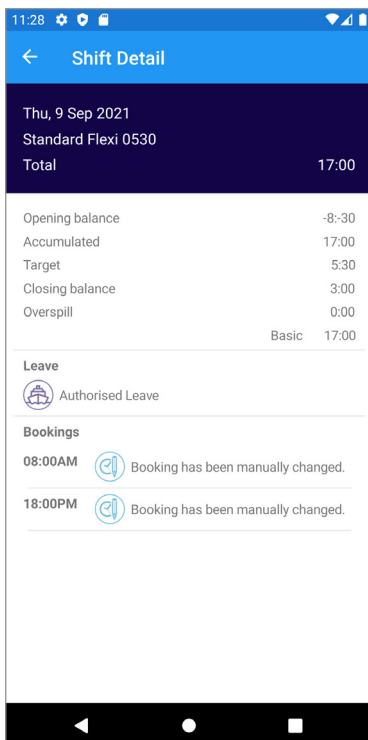 11:28
Shift Detail
Thu, 9 Sep 2021
Standard Flexi 0530
Total 17:00
Opening balance -8:-30
Accumulated 17:00
Target 5:30
Closing balance 3:00
Overspill 0:00
Basic 17:00
Leave
Authorised Leave
Bookings
08:00AM Booking has been manually changed.
18:00PM Booking has been manually changed.